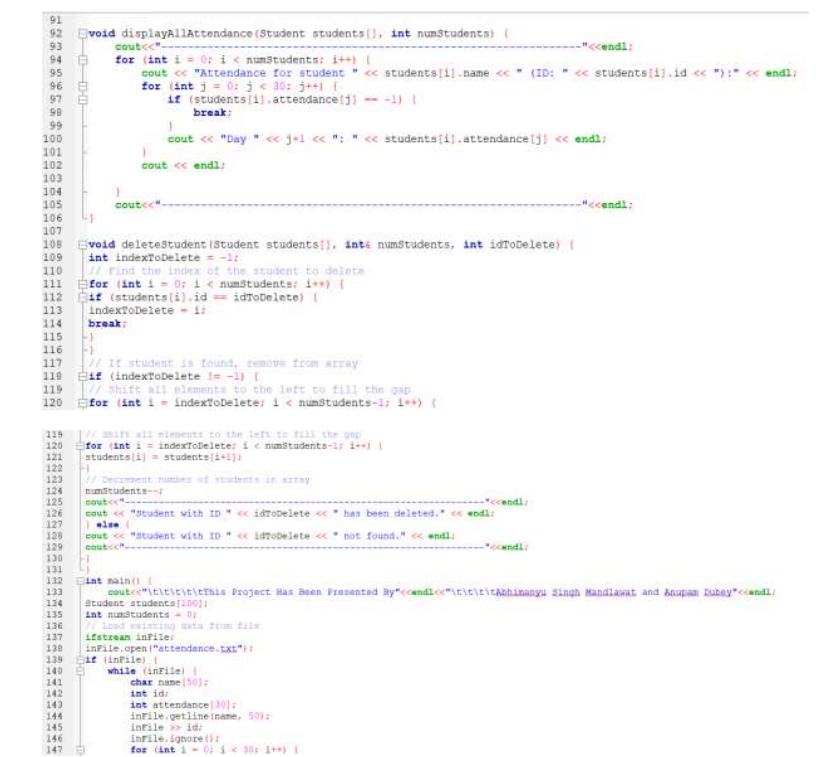 91
92 void displayAllAttendance(Student students[], int numStudents) {
93 cout<<"---------------------------------------------------------------"<<endl;
94 for (int i = 0; i < numStudents; i++) {
95 cout << "Attendance for student " << students[i].name << " (ID: " << students[i].id << "):" << endl;
96 for (int j = 0; j < 30; j++) {
97 if (students[i].attendance[j] == -1) {
98 break;
99 }
100 cout << "Day " << j+1 << ": " << students[i].attendance[j] << endl;
101 }
102 cout << endl;
103
104 }
105 cout<<"---------------------------------------------------------------"<<endl;
106 }
107
108 void deleteStudent(Student students[], int& numStudents, int idToDelete) {
109 int indexToDelete = -1;
110 // Find the index of the student to delete
111 for (int i = 0; i < numStudents; i++) {
112 if (students[i].id == idToDelete) {
113 indexToDelete = i;
114 break;
115 }
116 }
117 // If student is found, remove from array
118 if (indexToDelete != -1) {
119 // Shift all elements to the left to fill the gap
120 for (int i = indexToDelete; i < numStudents-1; i++) {
119 // Shift all elements to the left to fill the gap
120 for (int i = indexToDelete; i < numStudents-1; i++) {
121 students[i] = students[i+1];
122 }
123 // Decrement number of students in array
124 numStudents--;
125 cout<<"------------------------------------------------------"<<endl;
126 cout << "Student with ID " << idToDelete << " has been deleted." << endl;
127 } else {
128 cout << "Student with ID " << idToDelete << " not found." << endl;
129 cout<<"------------------------------------------------------"<<endl;
130 }
131 }
132 int main() {
133 cout<<"\t\t\t\t\tThis Project Has Been Presented By"<<endl<<"\t\t\t\tAbhimanyu Singh Mandlawat and Anupam Dubey"<<endl;
134 Student students[100];
135 int numStudents = 0;
136 // Load existing data from file
137 ifstream inFile;
138 inFile.open("attendance.txt");
139 if (inFile) {
140 while (inFile) {
141 char name[50];
142 int id;
143 int attendance[30];
144 inFile.getline(name, 50);
145 inFile >> id;
146 inFile.ignore();
147 for (int i = 0; i < 30; i++) {